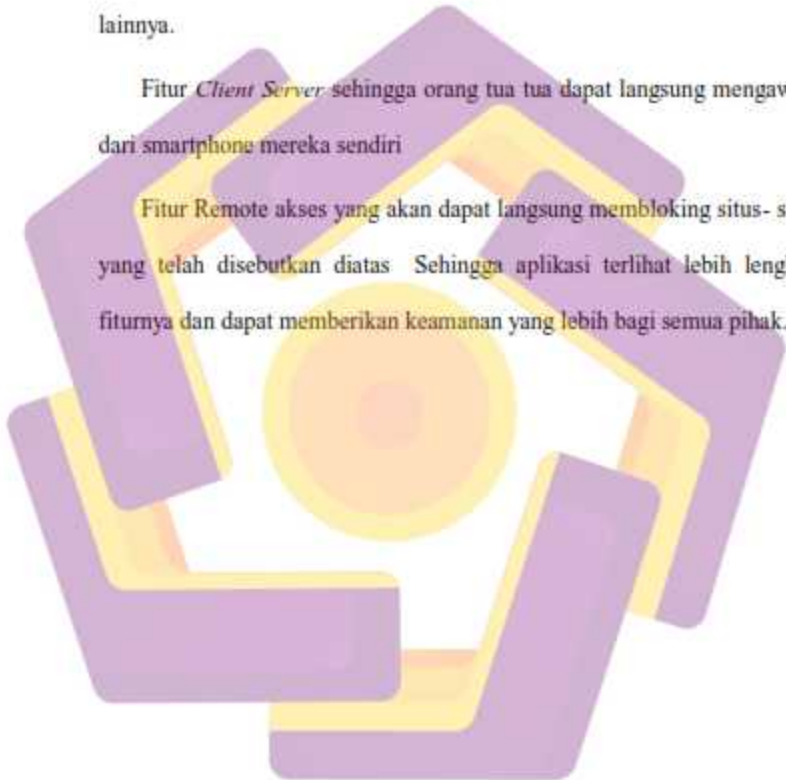 lainnya.
Fitur Client Server sehingga orang tua tua dapat langsung
dari smartphone mereka sendiri
Fitur Remote akses yang akan dapat langsung membloking situs-
yang telah disebutkan diatas Sehingga aplikasi terlihat lebih
fiturnya dan dapat memberikan keamanan yang lebih bagi semua pihak.